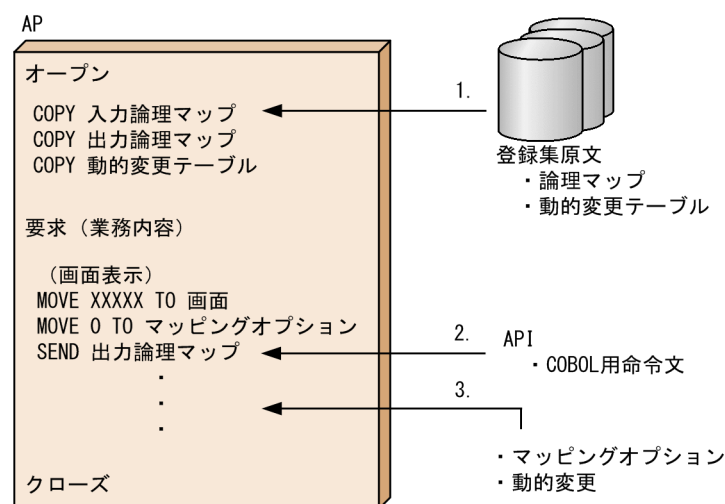 AP
オープン
COPY 入力論理マップ
COPY 出力論理マップ
COPY 動的変更テーブル
要求（業務内容）
（画面表示）
MOVE XXXXX TO 画面
MOVE 0 TO マッピングオプション
SEND 出力論理マップ
・
・
・
クローズ
1.
登録集原文
・論理マップ
・動的変更テーブル
2.
API
・COBOL用命令文
3.
・マッピングオプション
・動的変更